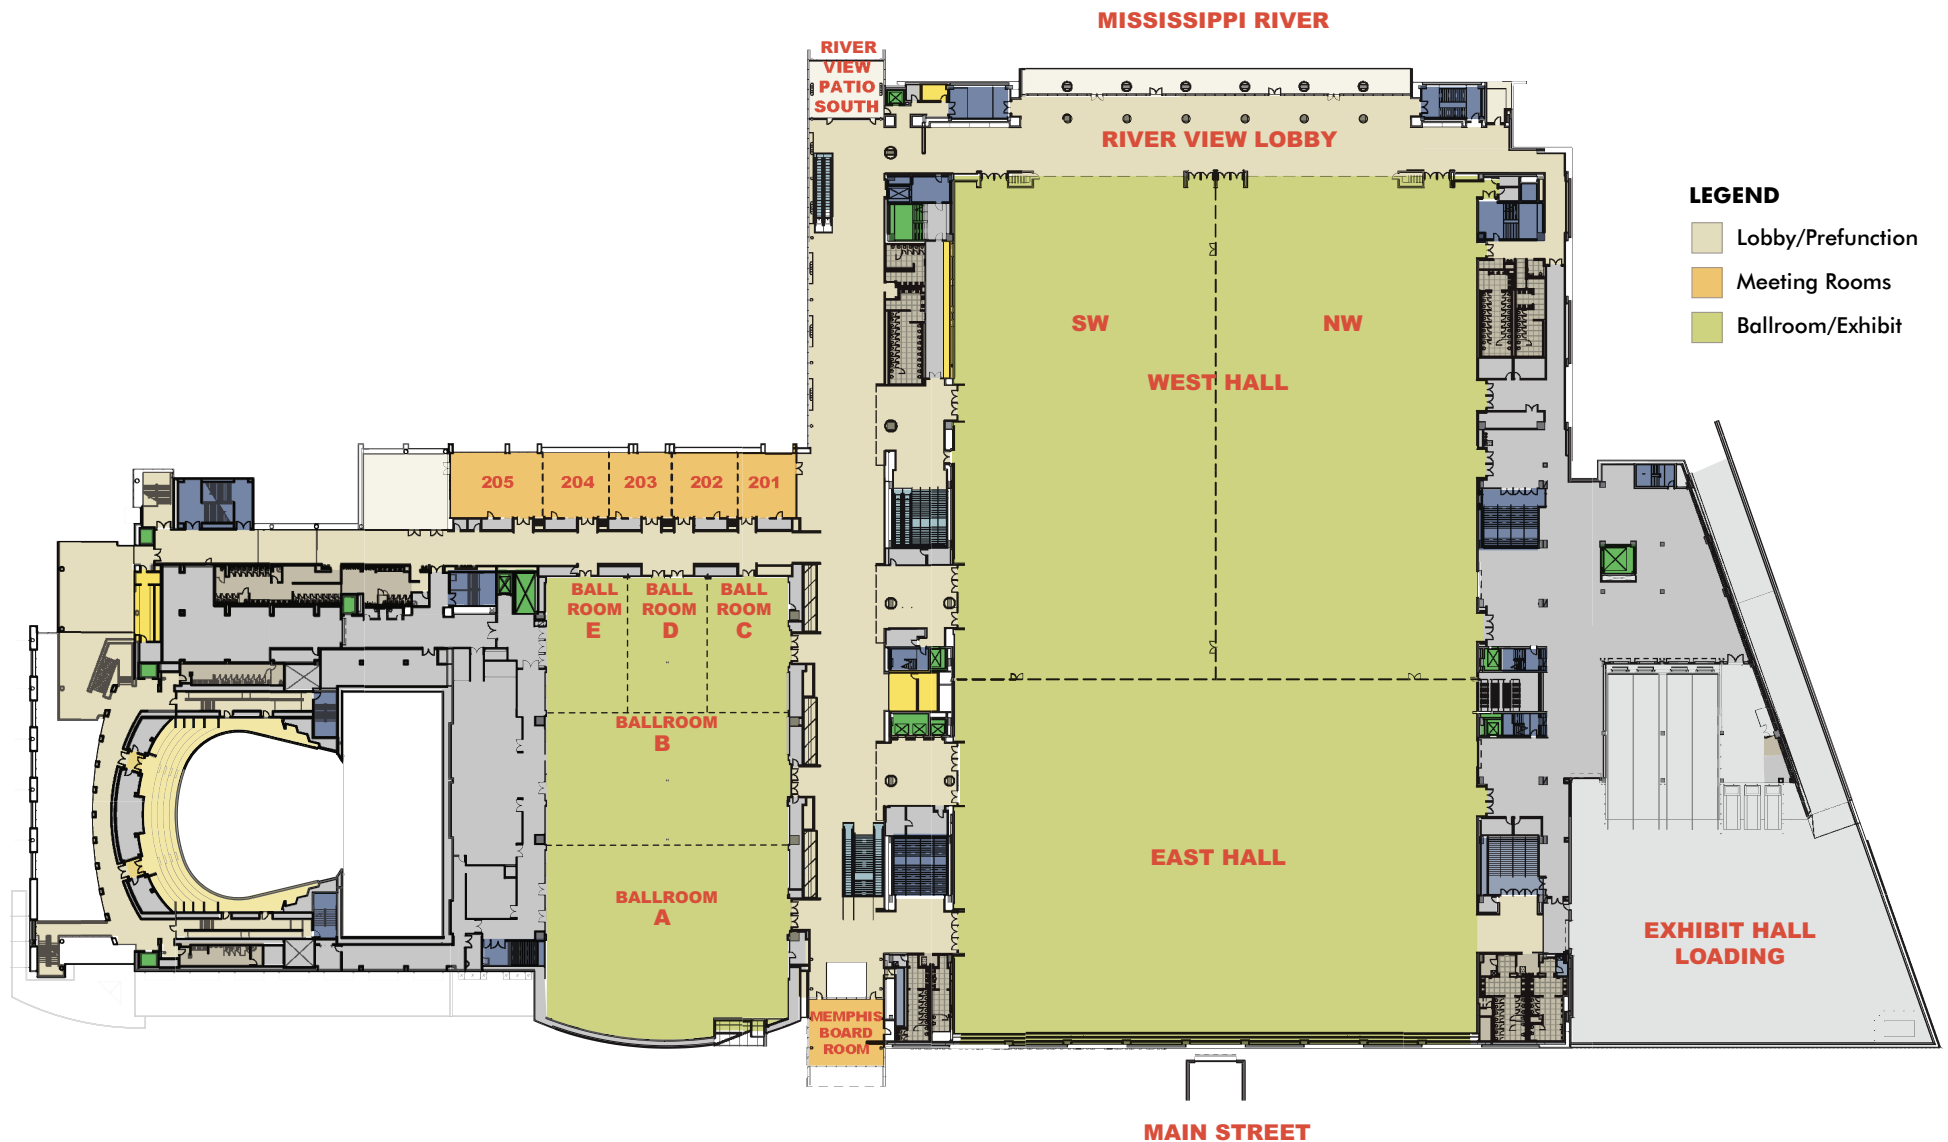 MISSISSIPPI RIVER
RIVER
VIEW
PATIO
SOUTH
RIVER VIEW LOBBY
LEGEND
Lobby/Prefunction
Meeting Rooms
Ballroom/Exhibit
SW
NW
WEST HALL
205
204
203
202
201
BALL
ROOM
E
BALL
ROOM
D
BALL
ROOM
C
BALLROOM
B
BALLROOM
A
EAST HALL
EXHIBIT HALL
LOADING
MEMPHIS
BOARD
ROOM
MAIN STREET